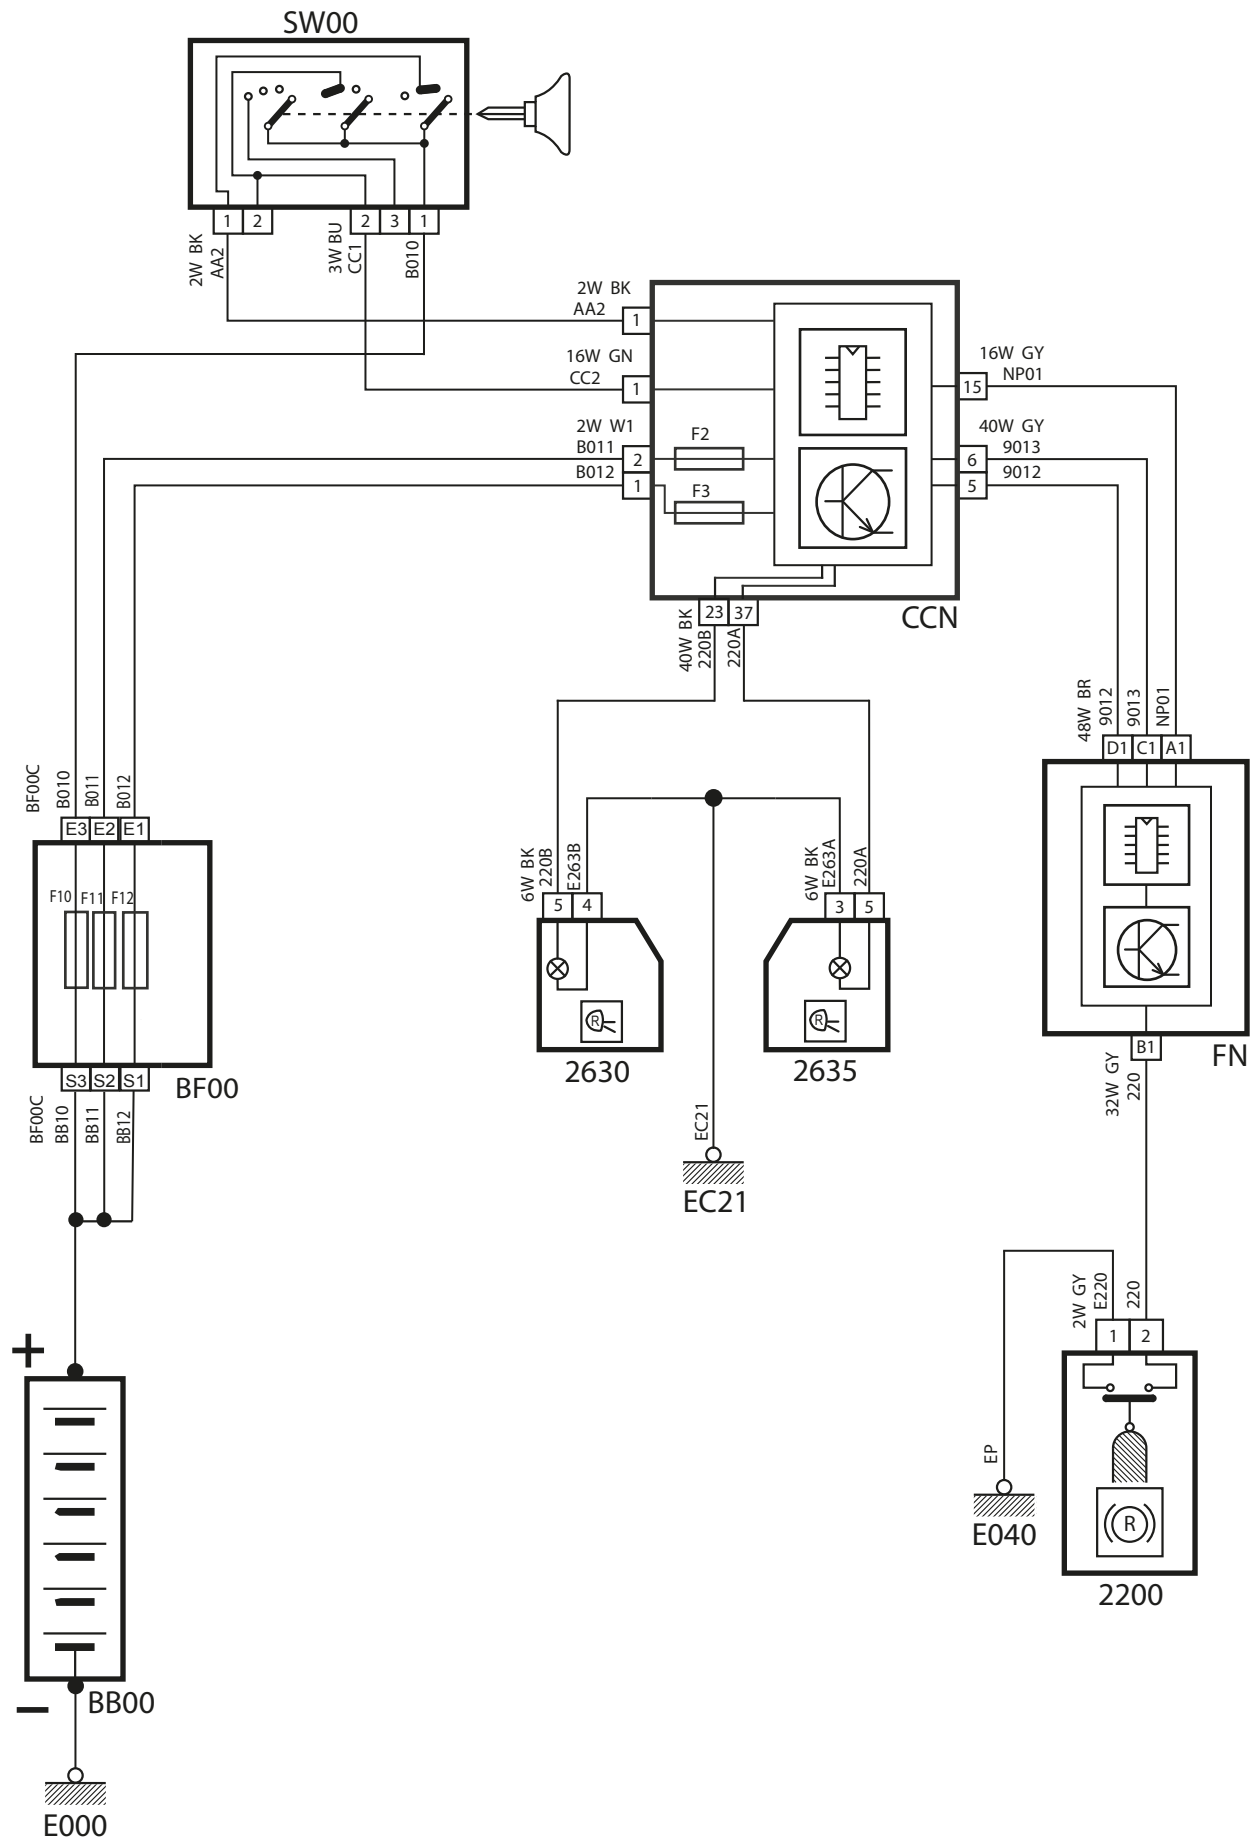 SW00
1 2 2 3 1
2W BK
AA2
3W BU
CC1
B010
2W BK
AA2
1
16W GN
CC2
1
2W W1
B011
2
B012
1
F2
F3
16W GY
NP01
15
40W GY
9013
6
9012
5
23 37
CCN
40W BK
220B
220A
48W BR
9012
9013
NP01
D1 C1 A1
BF00C
B010
B011
B012
E3 E2 E1
F10 F11 F12
S3 S2 S1
BF00
BF00C
BB10
BB11
BB12
6W BK
220B
E263B
5 4
R
2630
6W BK
E263A
220A
3 5
R
2635
EC21
EC21
B1
FN
32W GY
220
2W GY
E220
220
1 2
EP
E040
R
2200
+
−
BB00
E000